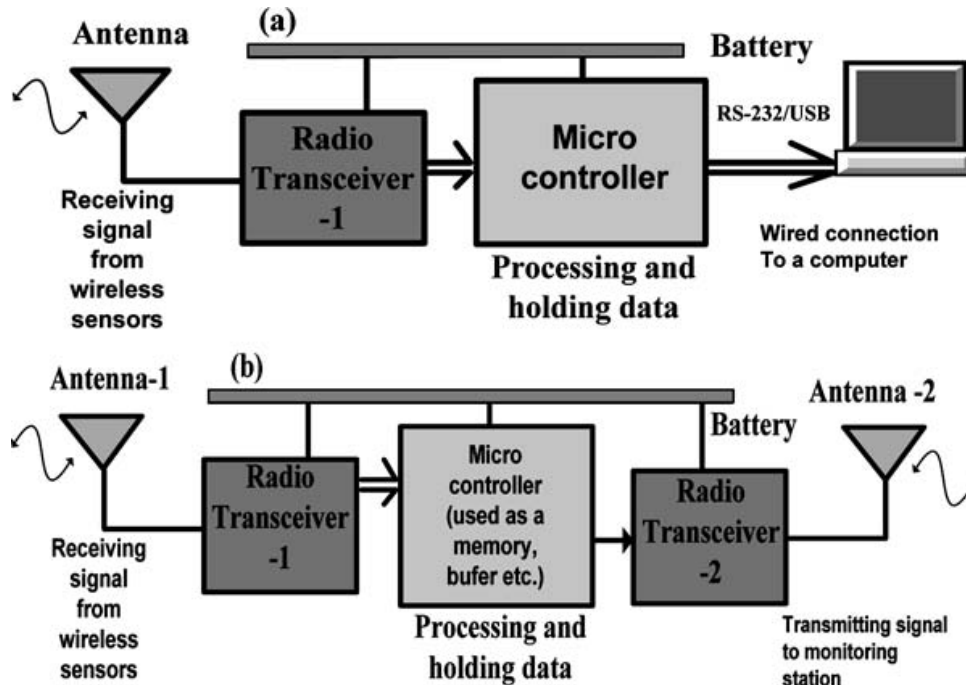 (a)
Antenna
Battery
RS-232/USB
Radio
Transceiver
-1
Micro
controller
Receiving
signal
from
wireless
sensors
Processing and
holding data
Wired connection
To a computer
(b)
Antenna-1
Antenna -2
Battery
Radio
Transceiver
-1
Micro
controller
(used as a
memory,
bufer etc.)
Radio
Transceiver
-2
Receiving
signal
from
wireless
sensors
Processing and
holding data
Transmitting signal
to monitoring
station